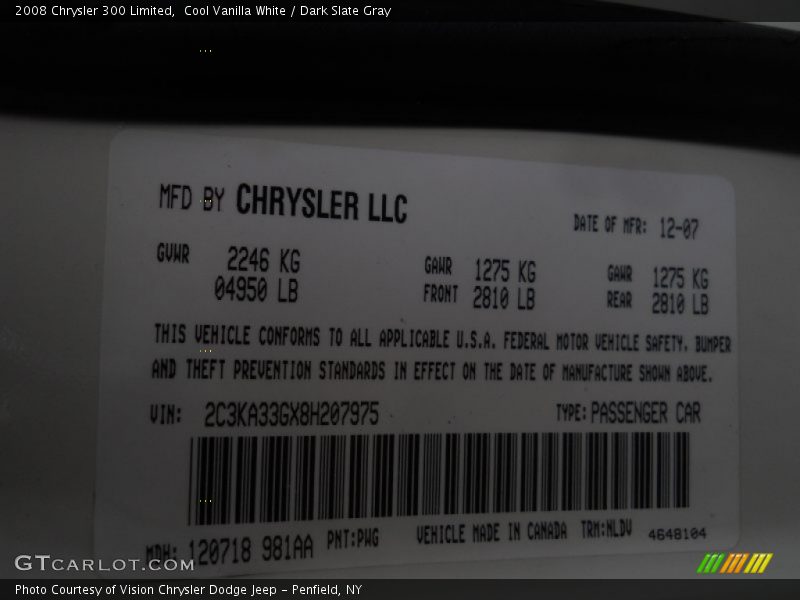 2008 Chrysler 300 Limited, Cool Vanilla White / Dark Slate Gray
MFD BY CHRYSLER LLC
DATE OF MFR: 12-07
GVWR 2246 KG GAWR 1275 KG GAWR 1275 KG
04950 LB FRONT 2810 LB REAR 2810 LB
THIS VEHICLE CONFORMS TO ALL APPLICABLE U.S.A. FEDERAL MOTOR VEHICLE SAFETY, BUMPER
AND THEFT PREVENTION STANDARDS IN EFFECT ON THE DATE OF MANUFACTURE SHOWN ABOVE.
VIN: 2C3KA33GX8H207975 TYPE: PASSENGER CAR
MDH: 120718 981AA PNT:PWG VEHICLE MADE IN CANADA TRM:NLDV 4648104
GTCARLOT.COM
Photo Courtesy of Vision Chrysler Dodge Jeep – Penfield, NY